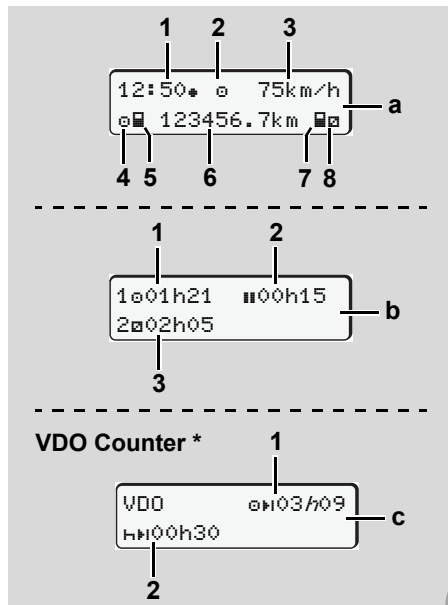 1 2 3
12:50● ⊙ 75km/h
a
⊙ 123456.7km
4 5 6 7 8
1 2
1⊙01h21 00h15
b
2⊘02h05
3
VDO Counter *
1
VDO ⊙03h09
c
00h30
2